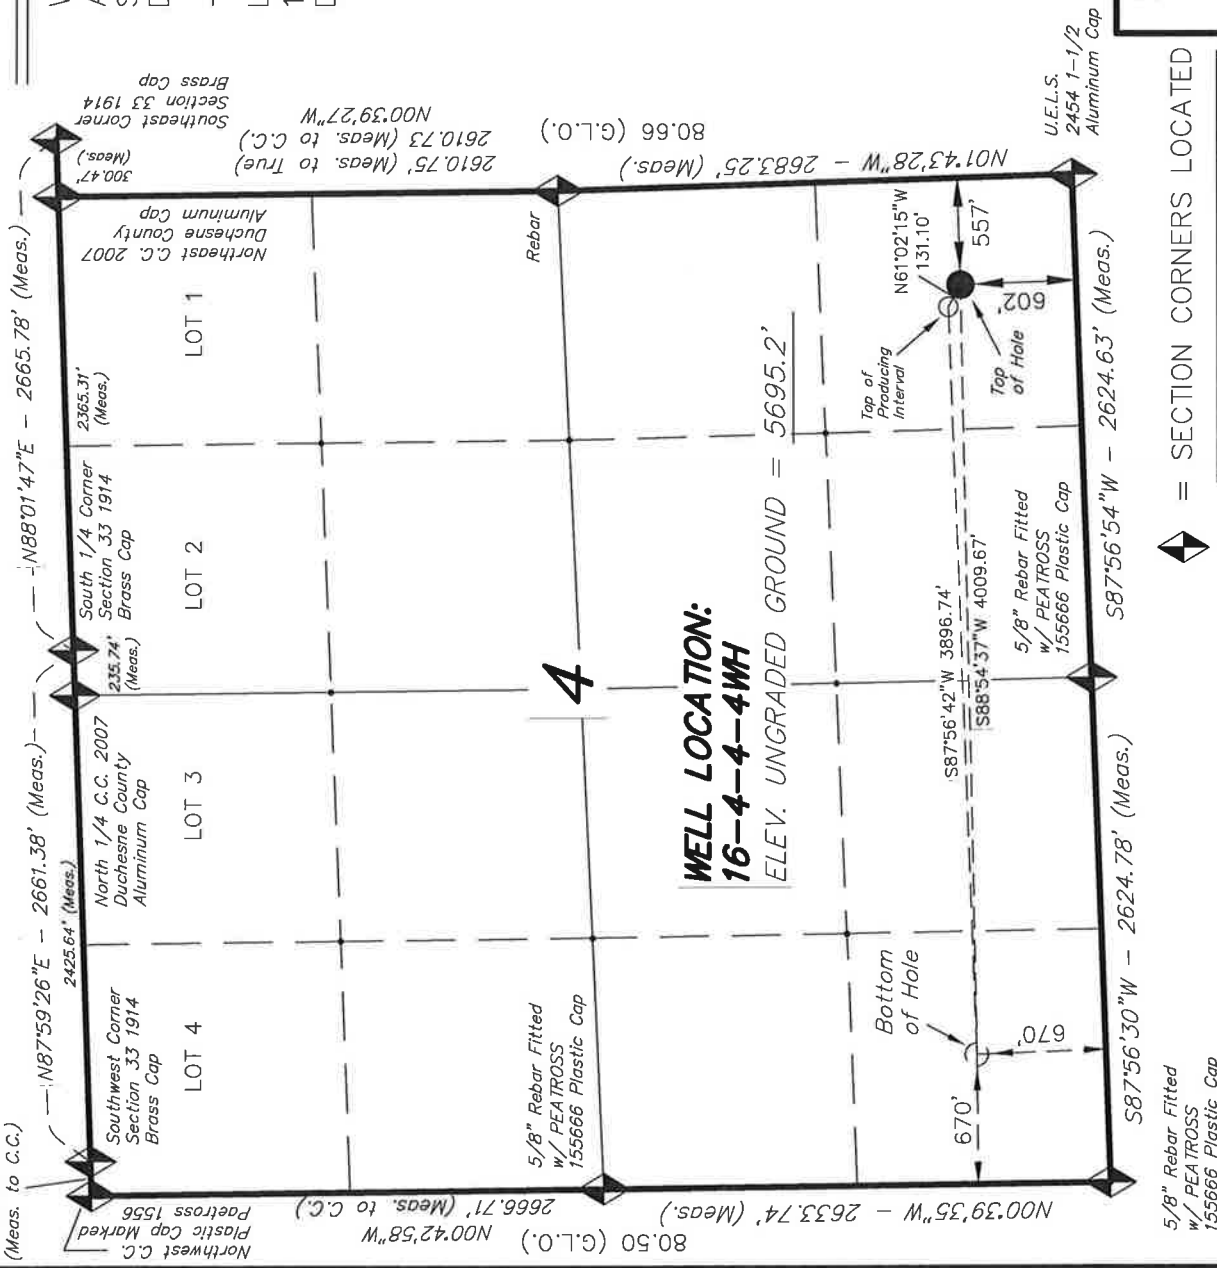 (Meas. to C.C.)
N87°59'26"E - 2661.38' (Meas.)
N88°01'47"E - 2665.78' (Meas.)
2425.64' (Meas.)
235.74'
(Meas.)
2365.31'
(Meas.)
300.47'
(Meas.)
Northwest C.C.
Plastic Cap Marked
Paetross 1556
Southwest Corner
Section 33 1914
Brass Cap
North 1/4 C.C. 2007
Duchesne County
Aluminum Cap
South 1/4 Corner
Section 33 1914
Brass Cap
Northeast C.C. 2007
Duchesne County
Aluminum Cap
Southeast Corner
Section 33 1914
Brass Cap
LOT 4
LOT 3
LOT 2
LOT 1
N00°42'58"W
2666.71' (Meas. to C.C.)
80.50 (G.L.O.)
N00°39'35"W - 2633.74' (Meas.)
2610.75' (Meas. to True)
2610.73 (Meas. to C.C.)
N00°39'27"W
80.66 (G.L.O.)
N01°43'28"W - 2683.25' (Meas.)
5/8" Rebar Fitted
w/ PEATROSS
155666 Plastic Cap
4
Rebar
WELL LOCATION:
16-4-4-4WH
ELEV. UNGRADED GROUND = 5695.2'
Top of
Producing
Interval
N61°02'15"W
131.10'
557'
602'
Top
of Hole
S87°56'42"W 3896.74'
S88°54'37"W 4009.67'
Bottom
of Hole
670'
670'
5/8" Rebar Fitted
w/ PEATROSS
155666 Plastic Cap
U.E.L.S.
2454 1-1/2
Aluminum Cap
S87°56'30"W - 2624.78' (Meas.)
S87°56'54"W - 2624.63' (Meas.)
5/8" Rebar Fitted
w/ PEATROSS
155666 Plastic Cap
= SECTION CORNERS LOCATED